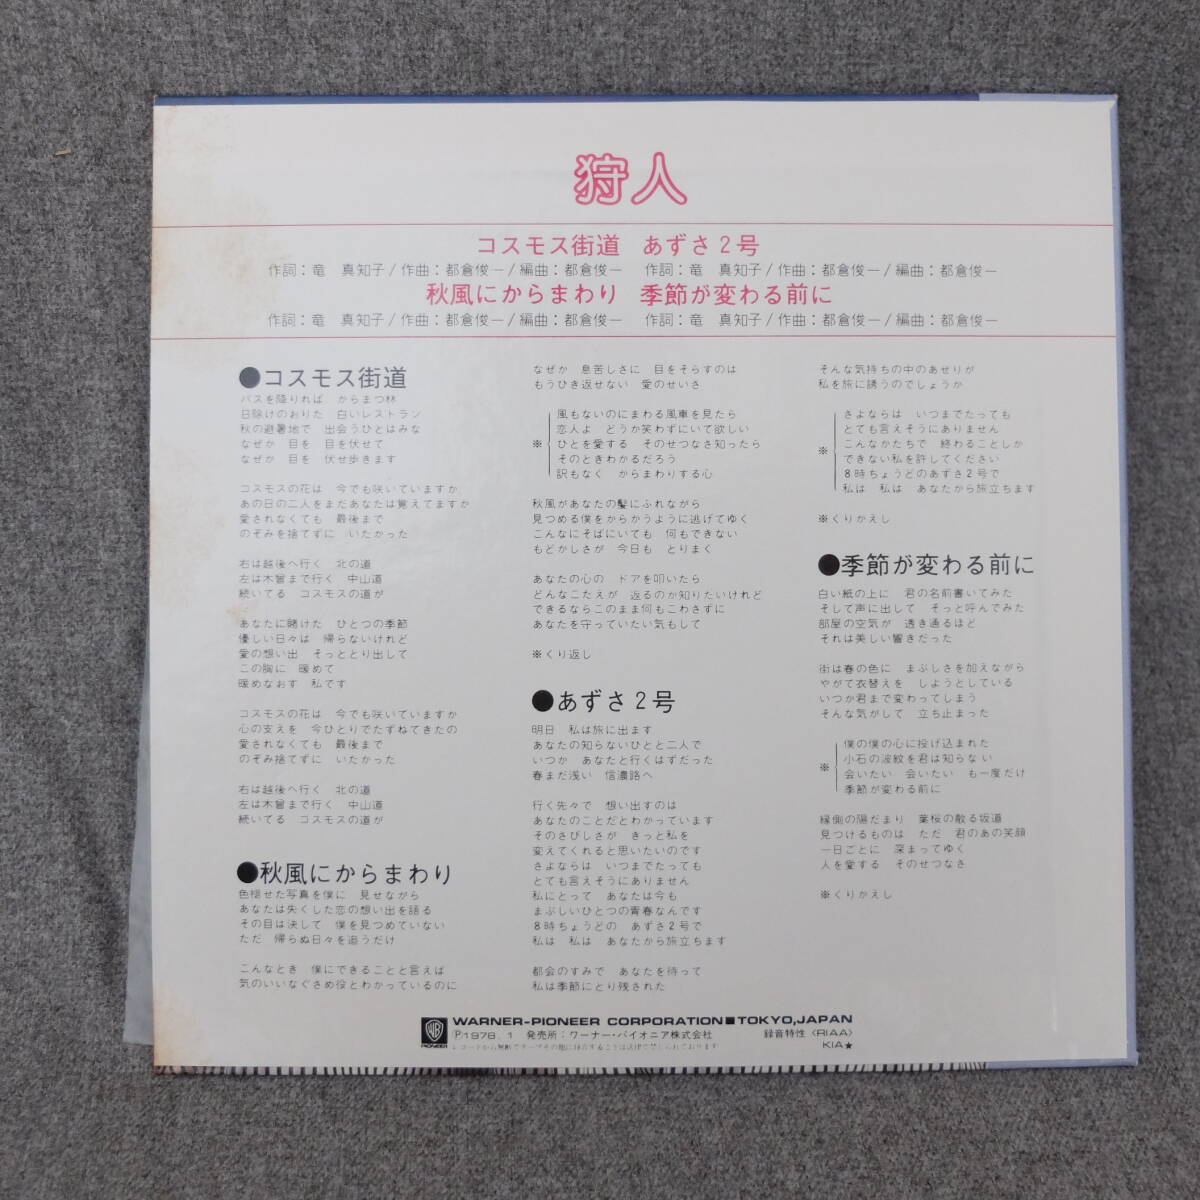 狩人
コスモス街道　あずさ2号
作詞：竜　真知子/作曲：都倉俊一/編曲：都倉俊一　作詞：竜　真知子/作曲：都倉俊一/編曲：都倉俊一
秋風にからまわり　季節が変わる前に
作詞：竜　真知子/作曲：都倉俊一/編曲：都倉俊一　作詞：竜　真知子/作曲：都倉俊一/編曲：都倉俊一
●コスモス街道
バスを降りれば　からまつ林
日除けのおりた　白いレストラン
秋の避暑地で　出会うひとはみな
なぜか　目を　目を伏せて
なぜか　目を　伏せ歩きます
コスモスの花は　今でも咲いていますか
あの日の二人をまだあなたは覚えてますか
愛されなくても　最後まで
のぞみを捨てずに　いたかった
右は越後へ行く　北の道
左は木曽まで行く　中山道
続いてる　コスモスの道が
あなたに賭けた　ひとつの季節
優しい日々は　帰らないけれど
愛の想い出　そっととり出して
この胸に　暖めて
暖めなおす　私です
コスモスの花は　今でも咲いていますか
心の支えを　今ひとりでたずねてきたの
愛されなくても　最後まで
のぞみ捨てずに　いたかった
右は越後へ行く　北の道
左は木曽まで行く　中山道
続いてる　コスモスの道が
●秋風にからまわり
色褪せた写真を僕に　見せながら
あなたは失くした恋の想い出を語る
その目は決して　僕を見つめていない
ただ　帰らぬ日々を追うだけ
こんなとき　僕にできることと言えば
気のいいなぐさめ役とわかっているのに
なぜか　息苦しさに　目をそらすのは
もうひき返せない　愛のせいさ
風もないのにまわる風車を見たら
恋人よ　どうか笑わずにいて欲しい
※ひとを愛する　そのせつなさ知ったら
そのときわかるだろう
訳もなく　からまわりする心
秋風があなたの髪にふれながら
見つめる僕をからかうように逃げてゆく
こんなにそばにいても　何もできない
もどかしさが　今日も　とりまく
あなたの心の　ドアを叩いたら
どんなこたえが　返るのか知りたいけれど
できるならこのまま何もこわさずに
あなたを守っていたい気もして
※くり返し
●あずさ2号
明日　私は旅に出ます
あなたの知らないひとと二人で
いつか　あなたと行くはずだった
春まだ浅い　信濃路へ
行く先々で　想い出すのは
あなたのことだとわかっています
そのさびしさが　きっと私を
変えてくれると思いたいのです
さよならは　いつまでたっても
とても言えそうにありません
私にとって　あなたは今も
まぶしいひとつの青春なんです
8時ちょうどの　あずさ2号で
私は　私は　あなたから旅立ちます
都会のすみで　あなたを待って
私は季節にとり残された
そんな気持ちの中のあせりが
私を旅に誘うのでしょうか
さよならは　いつまでたっても
とても言えそうにありません
※こんなかたちで　終わることしか
できない私を許してください
8時ちょうどのあずさ2号で
私は　私は　あなたから旅立ちます
※くりかえし
●季節が変わる前に
白い紙の上に　君の名前書いてみた
そして声に出して　そっと呼んでみた
部屋の空気が　透き通るほど
それは美しい響きだった
街は春の色に　まぶしさを加えながら
やがて衣替えを　しようとしている
いつか君まで変わってしまう
そんな気がして　立ち止まった
僕の僕の心に投げ込まれた
小石の波紋を君は知らない
※会いたい　会いたい　も一度だけ
季節が変わる前に
縁側の陽だまり　葉桜の散る坂道
見つけるものは　ただ　君のあの笑顔
一日ごとに　深まってゆく
人を愛する　そのせつなさ
※くりかえし
WARNER-PIONEER CORPORATION■TOKYO,JAPAN
Ⓟ1978.1　発売所：ワーナー・パイオニア株式会社　録音特性〈RIAA〉
レコードから無断でテープその他に録音することは法律で禁じられております　KIA★